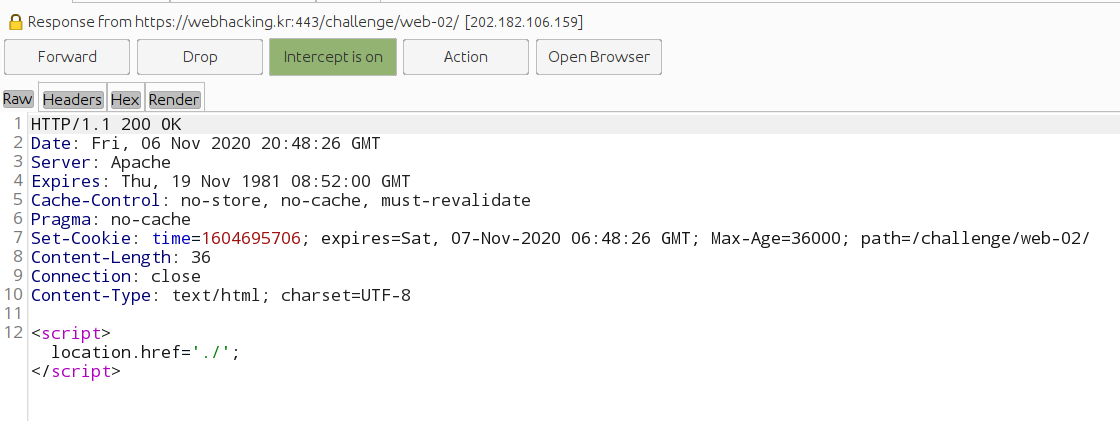 Response from https://webhacking.kr:443/challenge/web-02/ [202.182.106.159]
Forward Drop Intercept is on Action Open Browser
Raw Headers Hex Render
1 HTTP/1.1 200 OK
2 Date: Fri, 06 Nov 2020 20:48:26 GMT
3 Server: Apache
4 Expires: Thu, 19 Nov 1981 08:52:00 GMT
5 Cache-Control: no-store, no-cache, must-revalidate
6 Pragma: no-cache
7 Set-Cookie: time=1604695706; expires=Sat, 07-Nov-2020 06:48:26 GMT; Max-Age=36000; path=/challenge/web-02/
8 Content-Length: 36
9 Connection: close
10 Content-Type: text/html; charset=UTF-8
11
12 <script>
location.href='./';
</script>